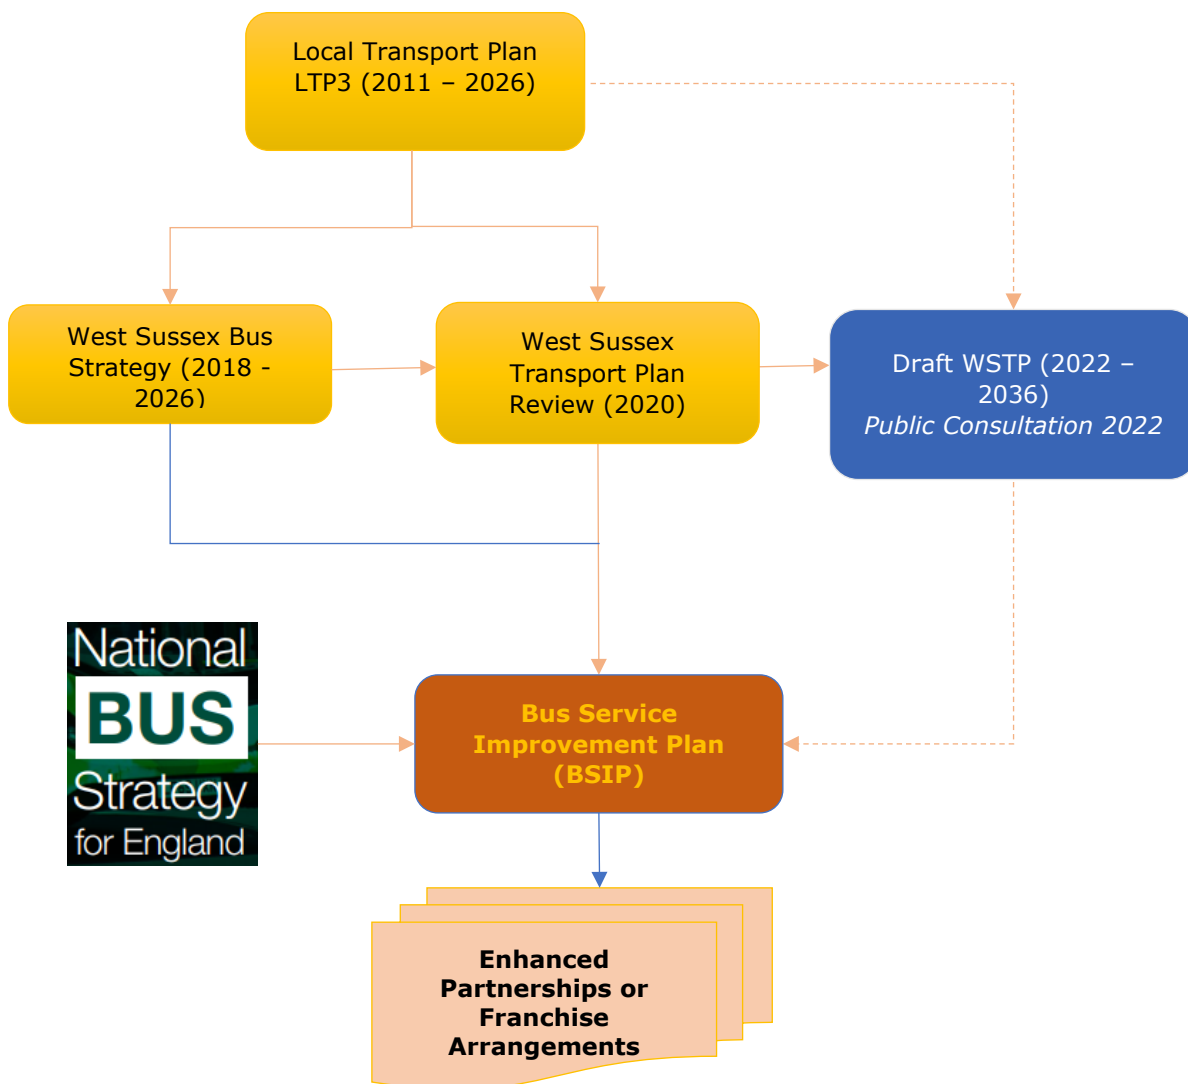 Local Transport Plan
LTP3 (2011 – 2026)
West Sussex Bus
Strategy (2018 -
2026)
West Sussex
Transport Plan
Review (2020)
Draft WSTP (2022 –
2036)
Public Consultation 2022
National
BUS
Strategy
for England
Bus Service
Improvement Plan
(BSIP)
Enhanced
Partnerships or
Franchise
Arrangements